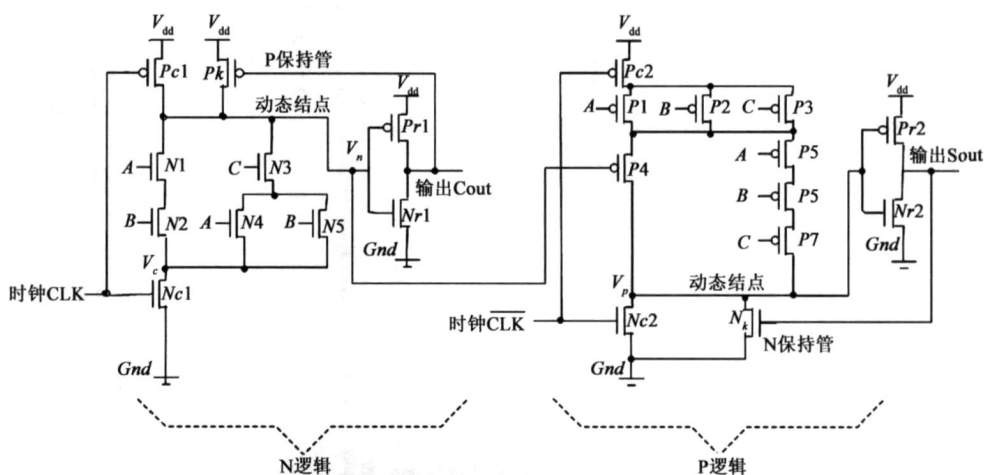 Vdd
Vdd
Pc1
Pk
P保持管
Vdd
动态结点
Pr1
Vn
A
N1
C
N3
输出Cout
B
N2
A
N4
B
N5
Nr1
Gnd
Vc
时钟CLK
Nc1
Gnd
N逻辑
Vdd
Pc2
A
P1
B
P2
C
P3
Vdd
Pr2
P4
A
P5
输出Sout
B
P5
Nr2
C
P7
Gnd
动态结点
Vp
时钟CLK
Nc2
Nk
N保持管
Gnd
P逻辑